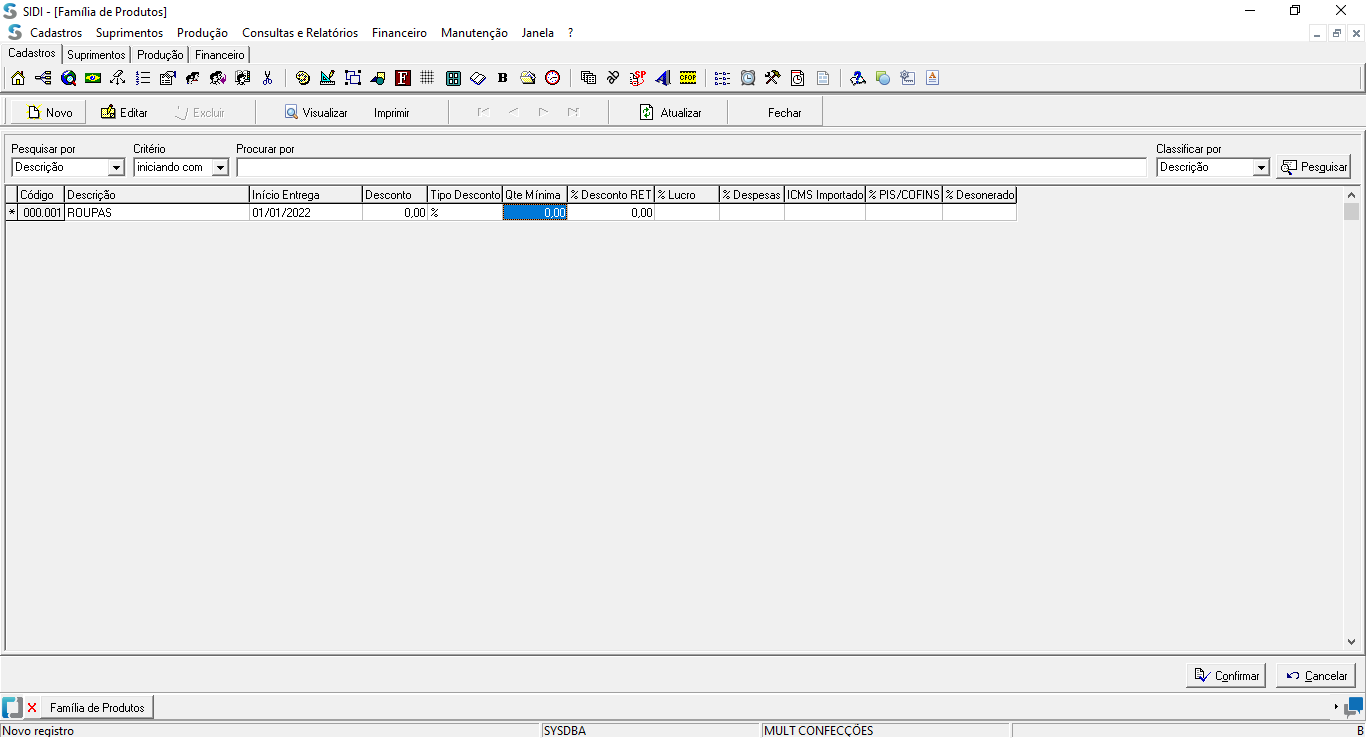 SIDI - [Família de Produtos]
Cadastros Suprimentos Produção Consultas e Relatórios Financeiro Manutenção Janela ?
Cadastros Suprimentos Produção Financeiro
F B SP CFOP
Novo Editar Excluir Visualizar Imprimir Atualizar Fechar
Pesquisar por Critério Procurar por Classificar por
Descrição iniciando com Descrição Pesquisar
Código Descrição Início Entrega Desconto Tipo Desconto Qte Mínima % Desconto RET % Lucro % Despesas ICMS Importado % PIS/COFINS % Desonerado
* 000.001 ROUPAS 01/01/2022 0,00 % 0,00 0,00
Confirmar Cancelar
Família de Produtos
Novo registro SYSDBA MULT CONFECÇÕES B